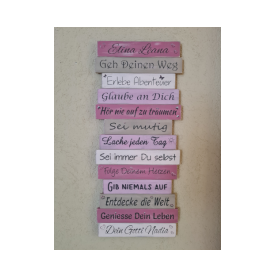 Elina Liana
Geh Deinen Weg
Erlebe Abenteuer
Glaube an Dich
"Hör nie auf zu träumen"
Sei mutig
Lache jeden Tag
Sei immer Du selbst
Folge Deinem Herzen
Gib niemals auf
Entdecke die Welt
Geniesse Dein Leben
Dein Gotti Nadia